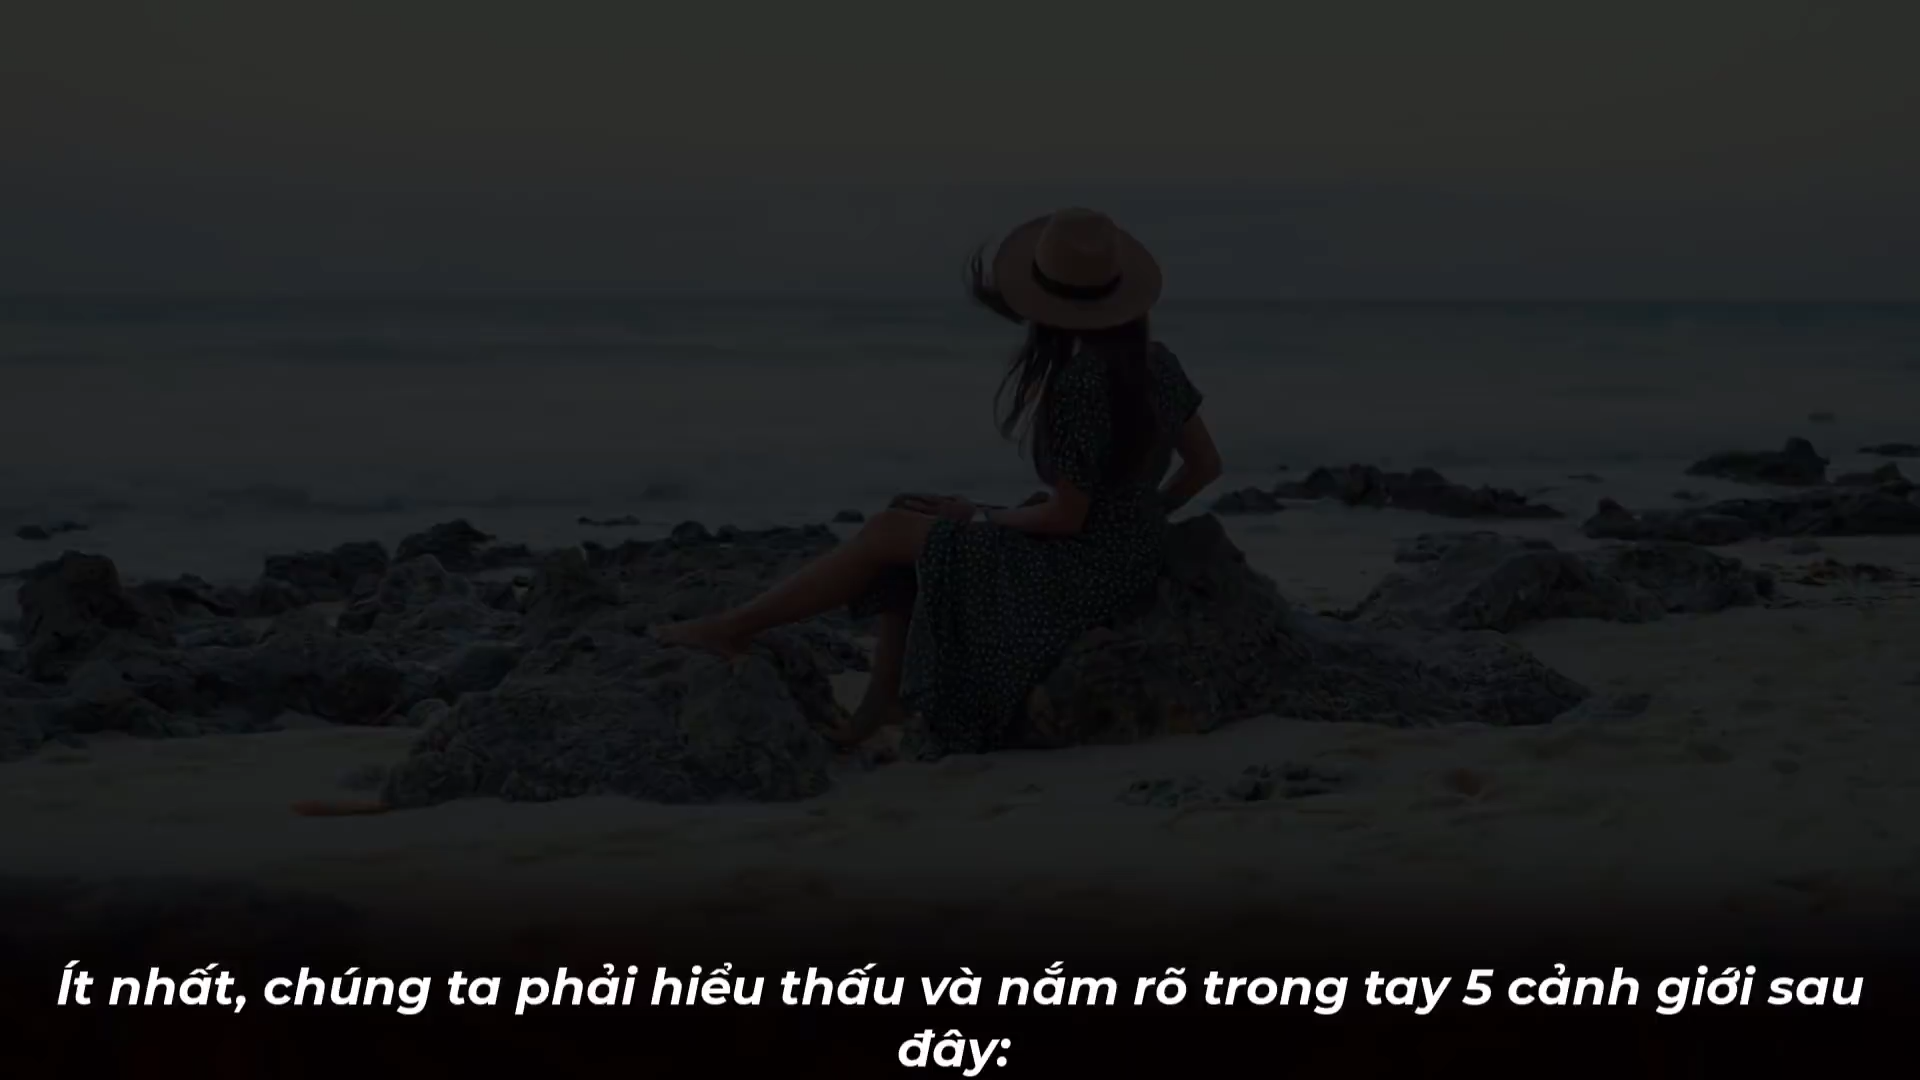 Ít nhất, chúng ta phải hiểu thấu và nắm rõ trong tay 5 cảnh giới sau
đây: